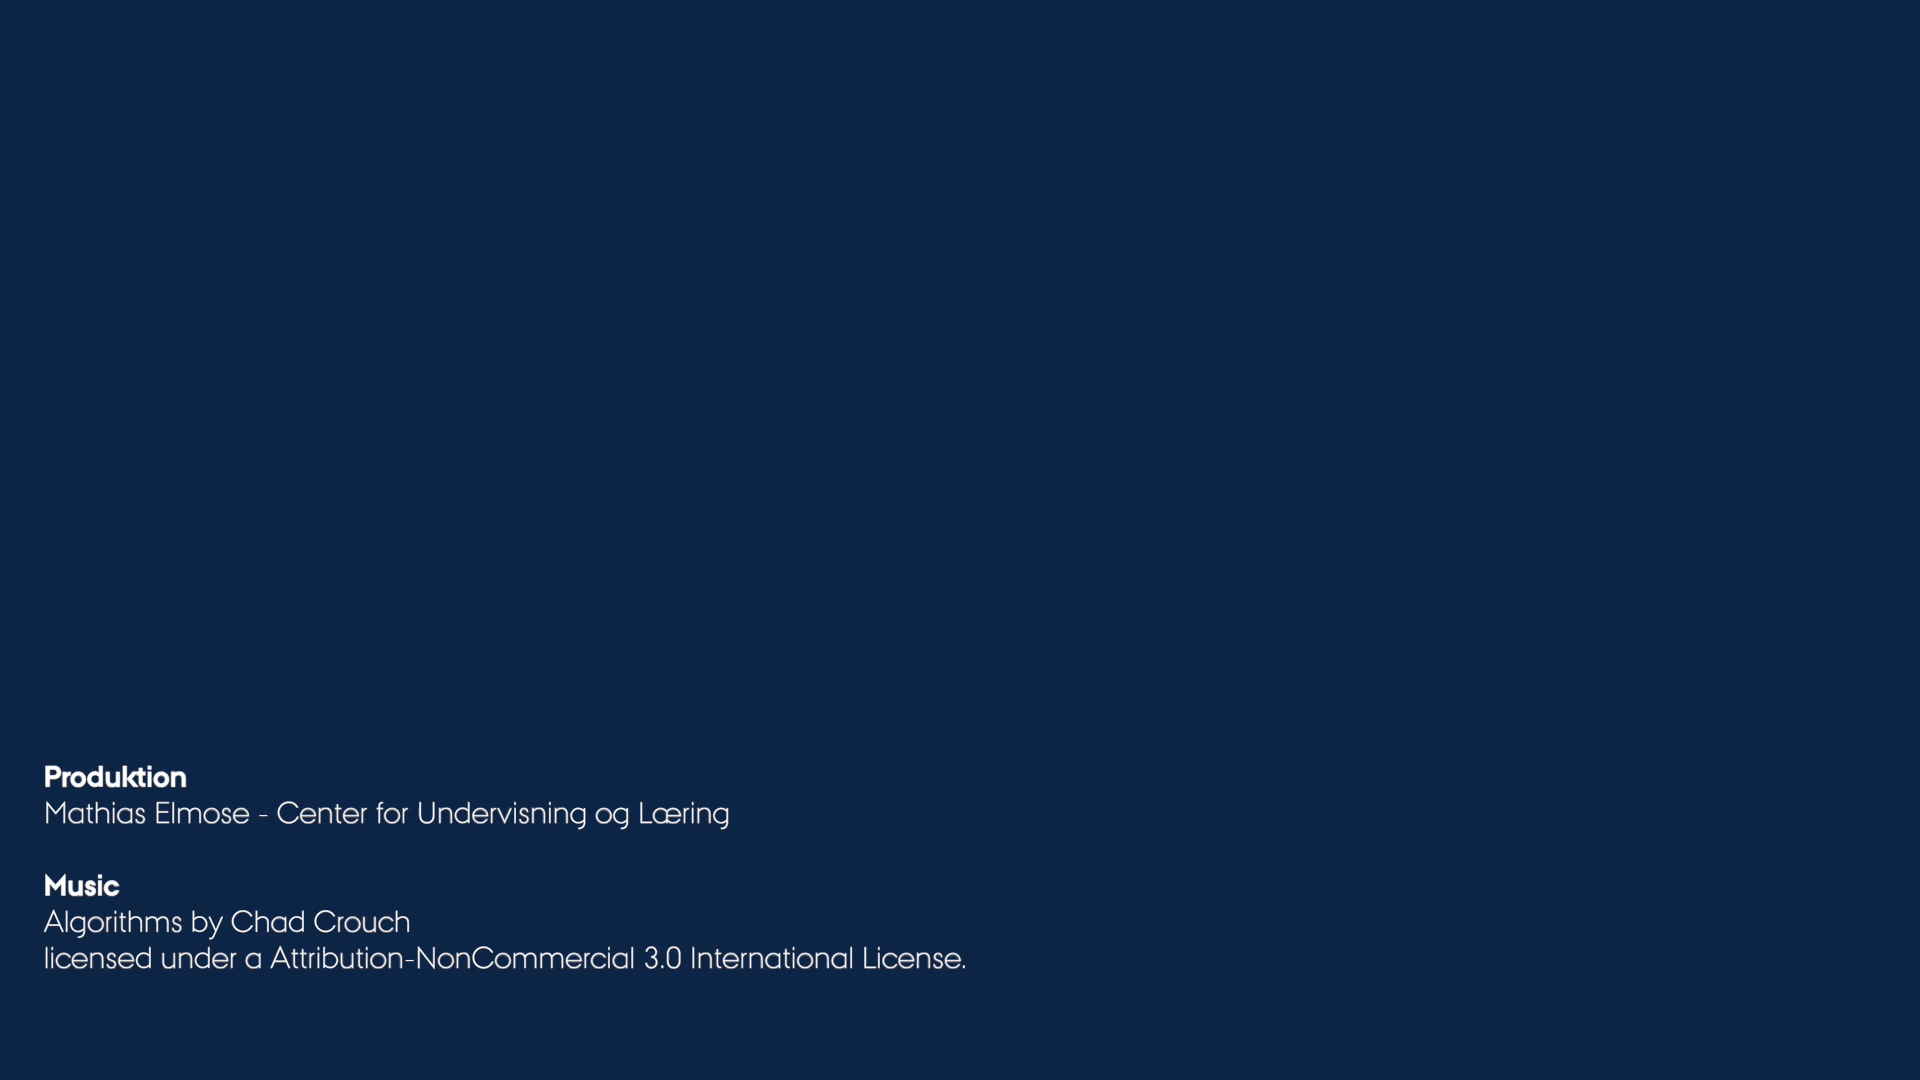 Produktion
Mathias Elmose - Center for Undervisning og Læring
Music
Algorithms by Chad Crouch
licensed under a Attribution-NonCommercial 3.0 International License.